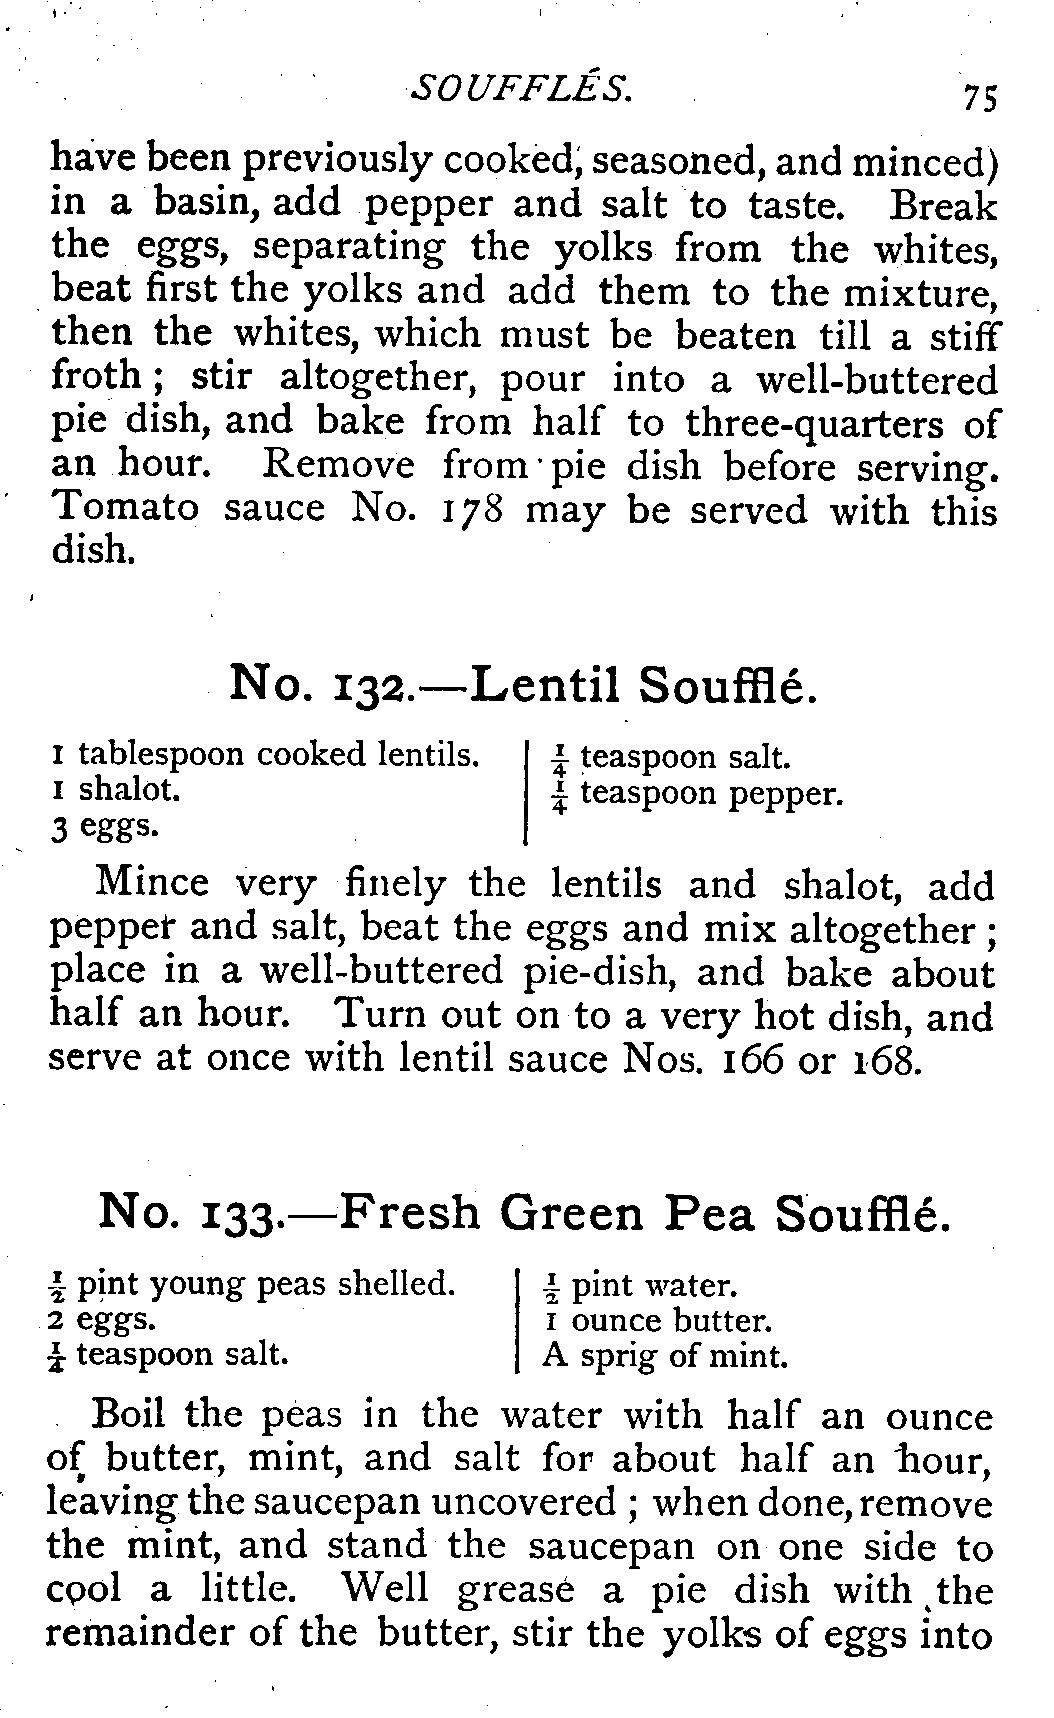 SOUFFLÉS.
75
have been previously cooked, seasoned, and minced)
in a basin, add pepper and salt to taste. Break
the eggs, separating the yolks from the whites,
beat first the yolks and add them to the mixture,
then the whites, which must be beaten till a stiff
froth ; stir altogether, pour into a well-buttered
pie dish, and bake from half to three-quarters of
an hour. Remove from pie dish before serving.
Tomato sauce No. 178 may be served with this
dish.
No. 132.—Lentil Soufflé.
1 tablespoon cooked lentils.
1 shalot.
3 eggs.
¼ teaspoon salt.
¼ teaspoon pepper.
Mince very finely the lentils and shalot, add
pepper and salt, beat the eggs and mix altogether ;
place in a well-buttered pie-dish, and bake about
half an hour. Turn out on to a very hot dish, and
serve at once with lentil sauce Nos. 166 or 168.
No. 133.—Fresh Green Pea Soufflé.
½ pint young peas shelled.
2 eggs.
¼ teaspoon salt.
½ pint water.
1 ounce butter.
A sprig of mint.
Boil the peas in the water with half an ounce
of butter, mint, and salt for about half an hour,
leaving the saucepan uncovered ; when done, remove
the mint, and stand the saucepan on one side to
cool a little. Well grease a pie dish with the
remainder of the butter, stir the yolks of eggs into